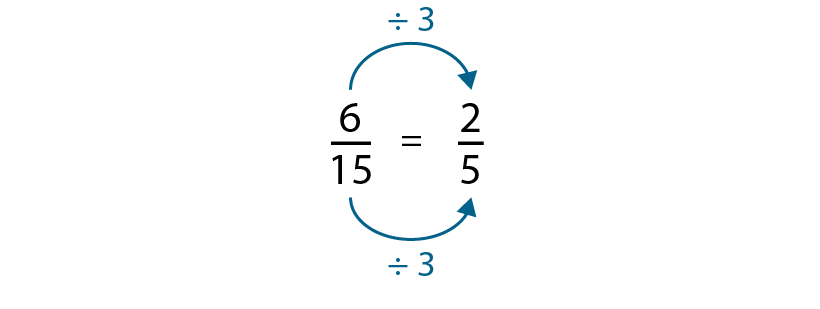 ÷ 3
6/15 = 2/5
÷ 3